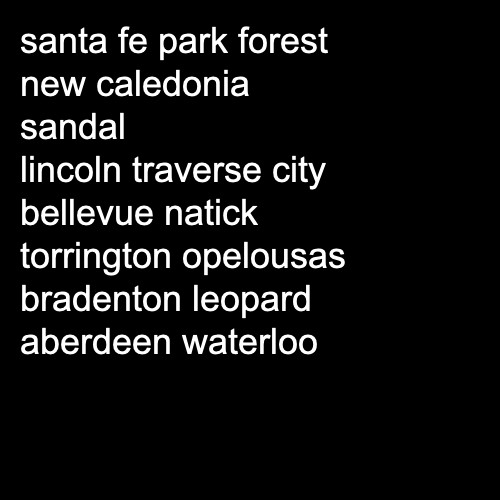 santa fe park forest
new caledonia
sandal
lincoln traverse city
bellevue natick
torrington opelousas
bradenton leopard
aberdeen waterloo